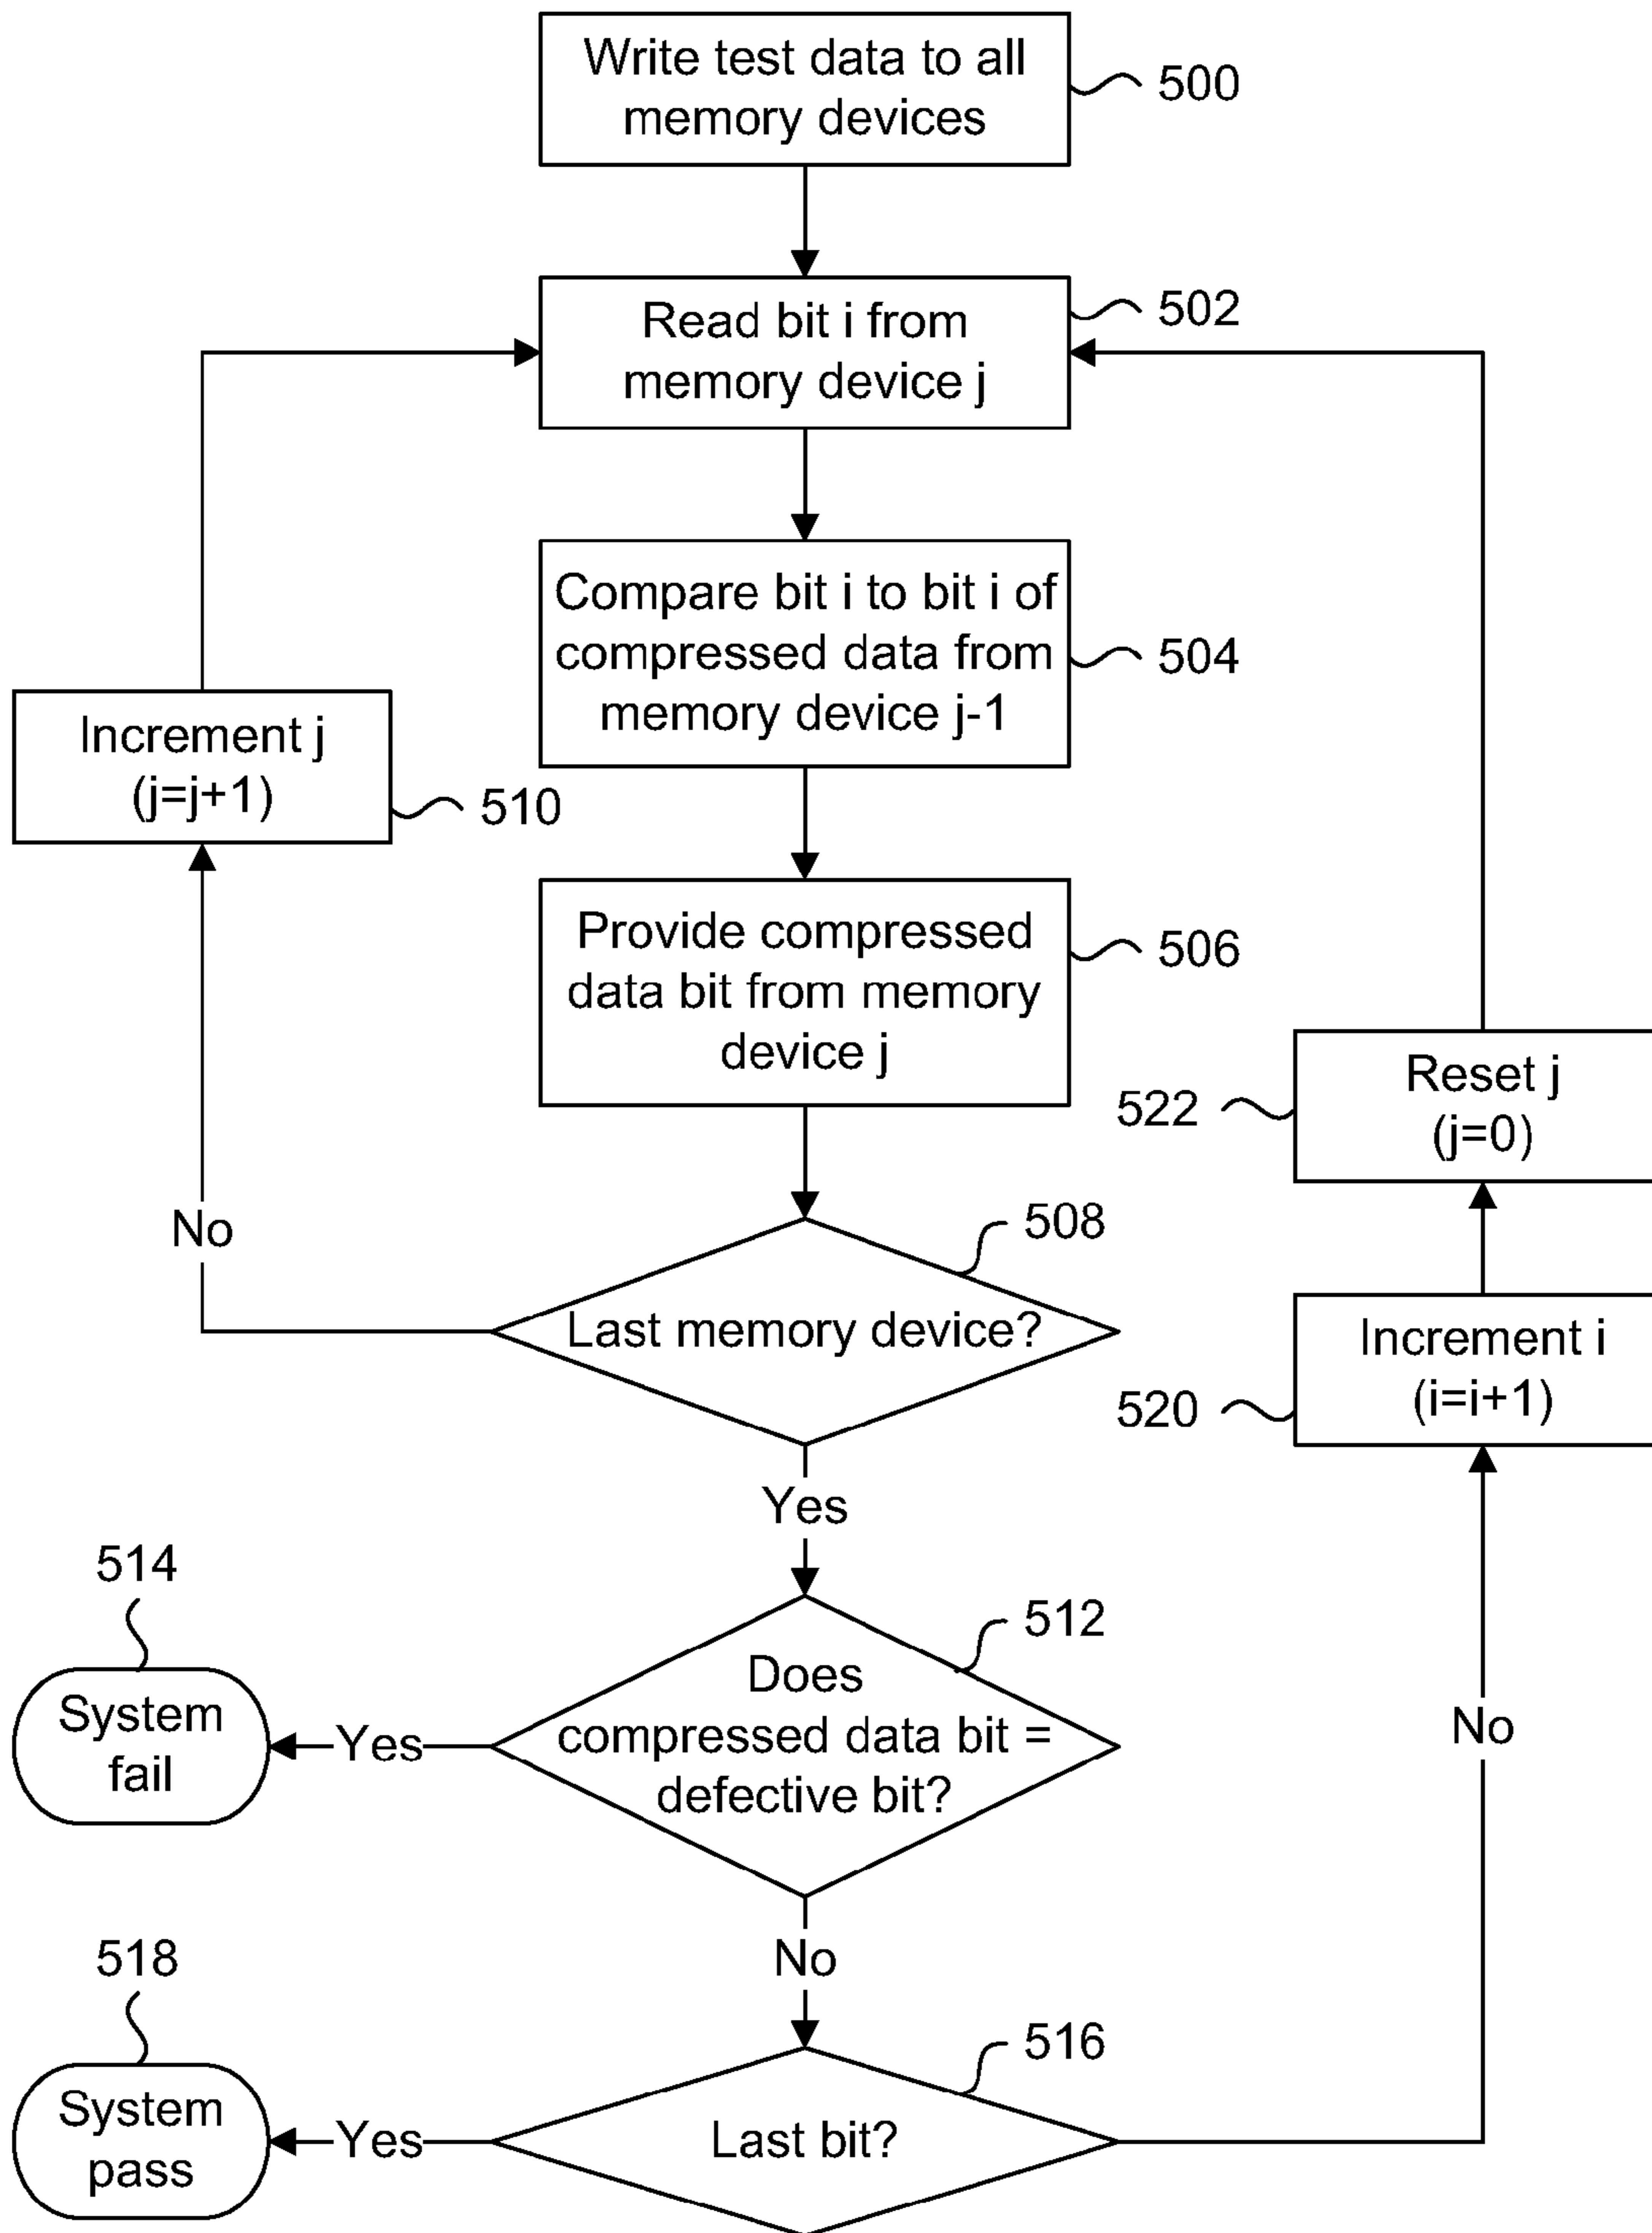 Write test data to all
memory devices
500
Read bit i from
memory device j
502
Compare bit i to bit i of
compressed data from
memory device j-1
504
Increment j
(j=j+1)
510
Provide compressed
data bit from memory
device j
506
Reset j
(j=0)
522
No
508
Last memory device?
Increment i
(i=i+1)
520
Yes
514
512
System
fail
Yes
Does
compressed data bit =
defective bit?
No
No
518
516
System
pass
Yes
Last bit?